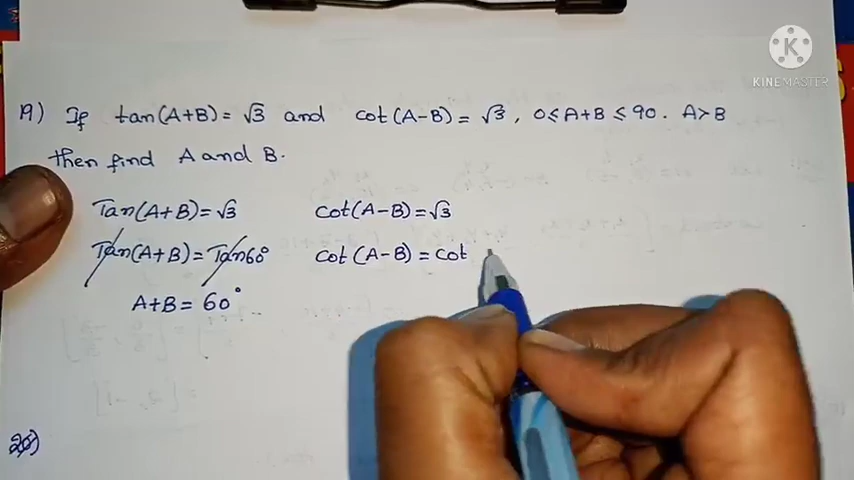 KINEMASTER
19) If tan(A+B) = √3 and cot(A-B) = √3, 0≤A+B≤90. A>B
then find A and B.
Tan(A+B) = √3 cot(A-B) = √3
Tan(A+B) = Tan60° cot(A-B) = cot
A+B = 60°
20)